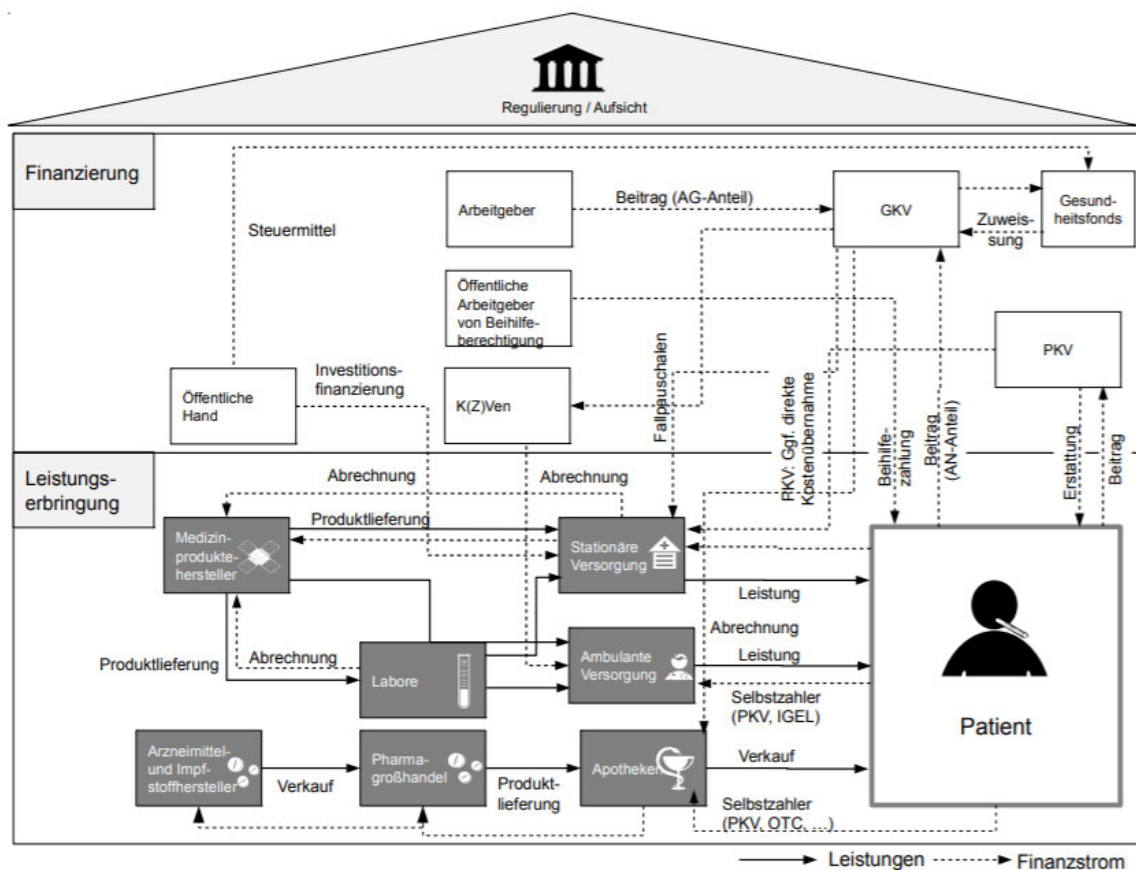 Regulierung / Aufsicht
Finanzierung
Steuermittel
Arbeitgeber
Beitrag (AG-Anteil)
GKV
Zuweis-
sung
Gesund-
heitsfonds
Öffentliche
Arbeitgeber
von Beihilfe-
berechtigung
PKV
Öffentliche
Hand
Investitions-
finanzierung
K(Z)Ven
Fallpauschalen
PKV: Ggf. direkte
Kostenübernahme
Beihilfe-
zahlung
Beitrag
(AN-Anteil)
Erstattung
Beitrag
Leistungs-
erbringung
Abrechnung
Abrechnung
Medizin-
produkte-
hersteller
Produktlieferung
Stationäre
Versorgung
Leistung
Abrechnung
Produktlieferung
Abrechnung
Labore
Ambulante
Versorgung
Leistung
Selbstzahler
(PKV, IGEL)
Patient
Arzneimittel-
und Impf-
stoffhersteller
Verkauf
Pharma-
großhandel
Produkt-
lieferung
Apotheken
Verkauf
Selbstzahler
(PKV, OTC, …)
Leistungen
Finanzstrom